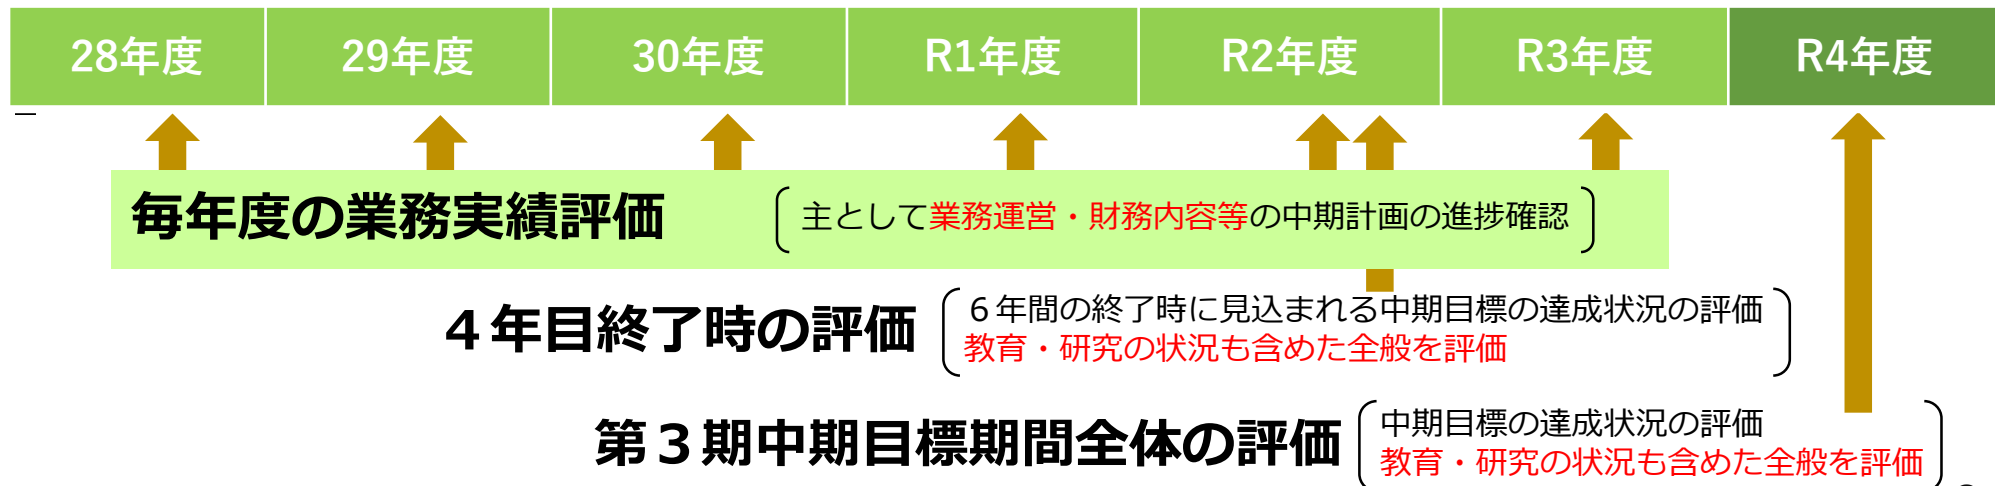 28年度 29年度 30年度 R1年度 R2年度 R3年度 R4年度
毎年度の業務実績評価
主として業務運営・財務内容等の中期計画の進捗確認
４年目終了時の評価
６年間の終了時に見込まれる中期目標の達成状況の評価
教育・研究の状況も含めた全般を評価
第３期中期目標期間全体の評価
中期目標の達成状況の評価
教育・研究の状況も含めた全般を評価